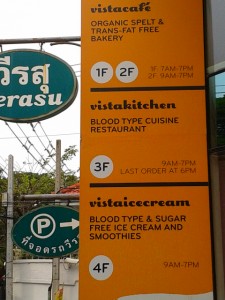 วีรสุ
erasu
P
ที่จอดรถวีร
vistacafé
ORGANIC SPELT &
TRANS-FAT FREE
BAKERY
1F 2F
1F 7AM-7PM
2F 9AM-7PM
vistakitchen
BLOOD TYPE CUISINE
RESTAURANT
3F
9AM-7PM
LAST ORDER AT 6PM
vistaicecream
BLOOD TYPE & SUGAR
FREE ICE CREAM AND
SMOOTHIES
4F
9AM-7PM